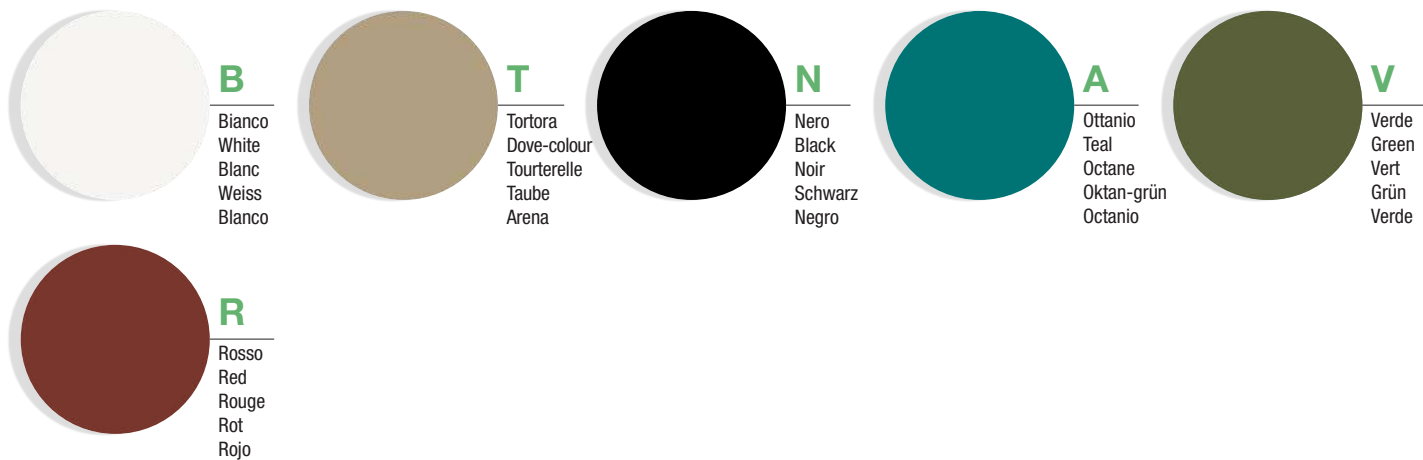 B
Bianco
White
Blanc
Weiss
Blanco
T
Tortora
Dove-colour
Tourterelle
Taube
Arena
N
Nero
Black
Noir
Schwarz
Negro
A
Ottanio
Teal
Octane
Oktan-grün
Octanio
V
Verde
Green
Vert
Grün
Verde
R
Rosso
Red
Rouge
Rot
Rojo